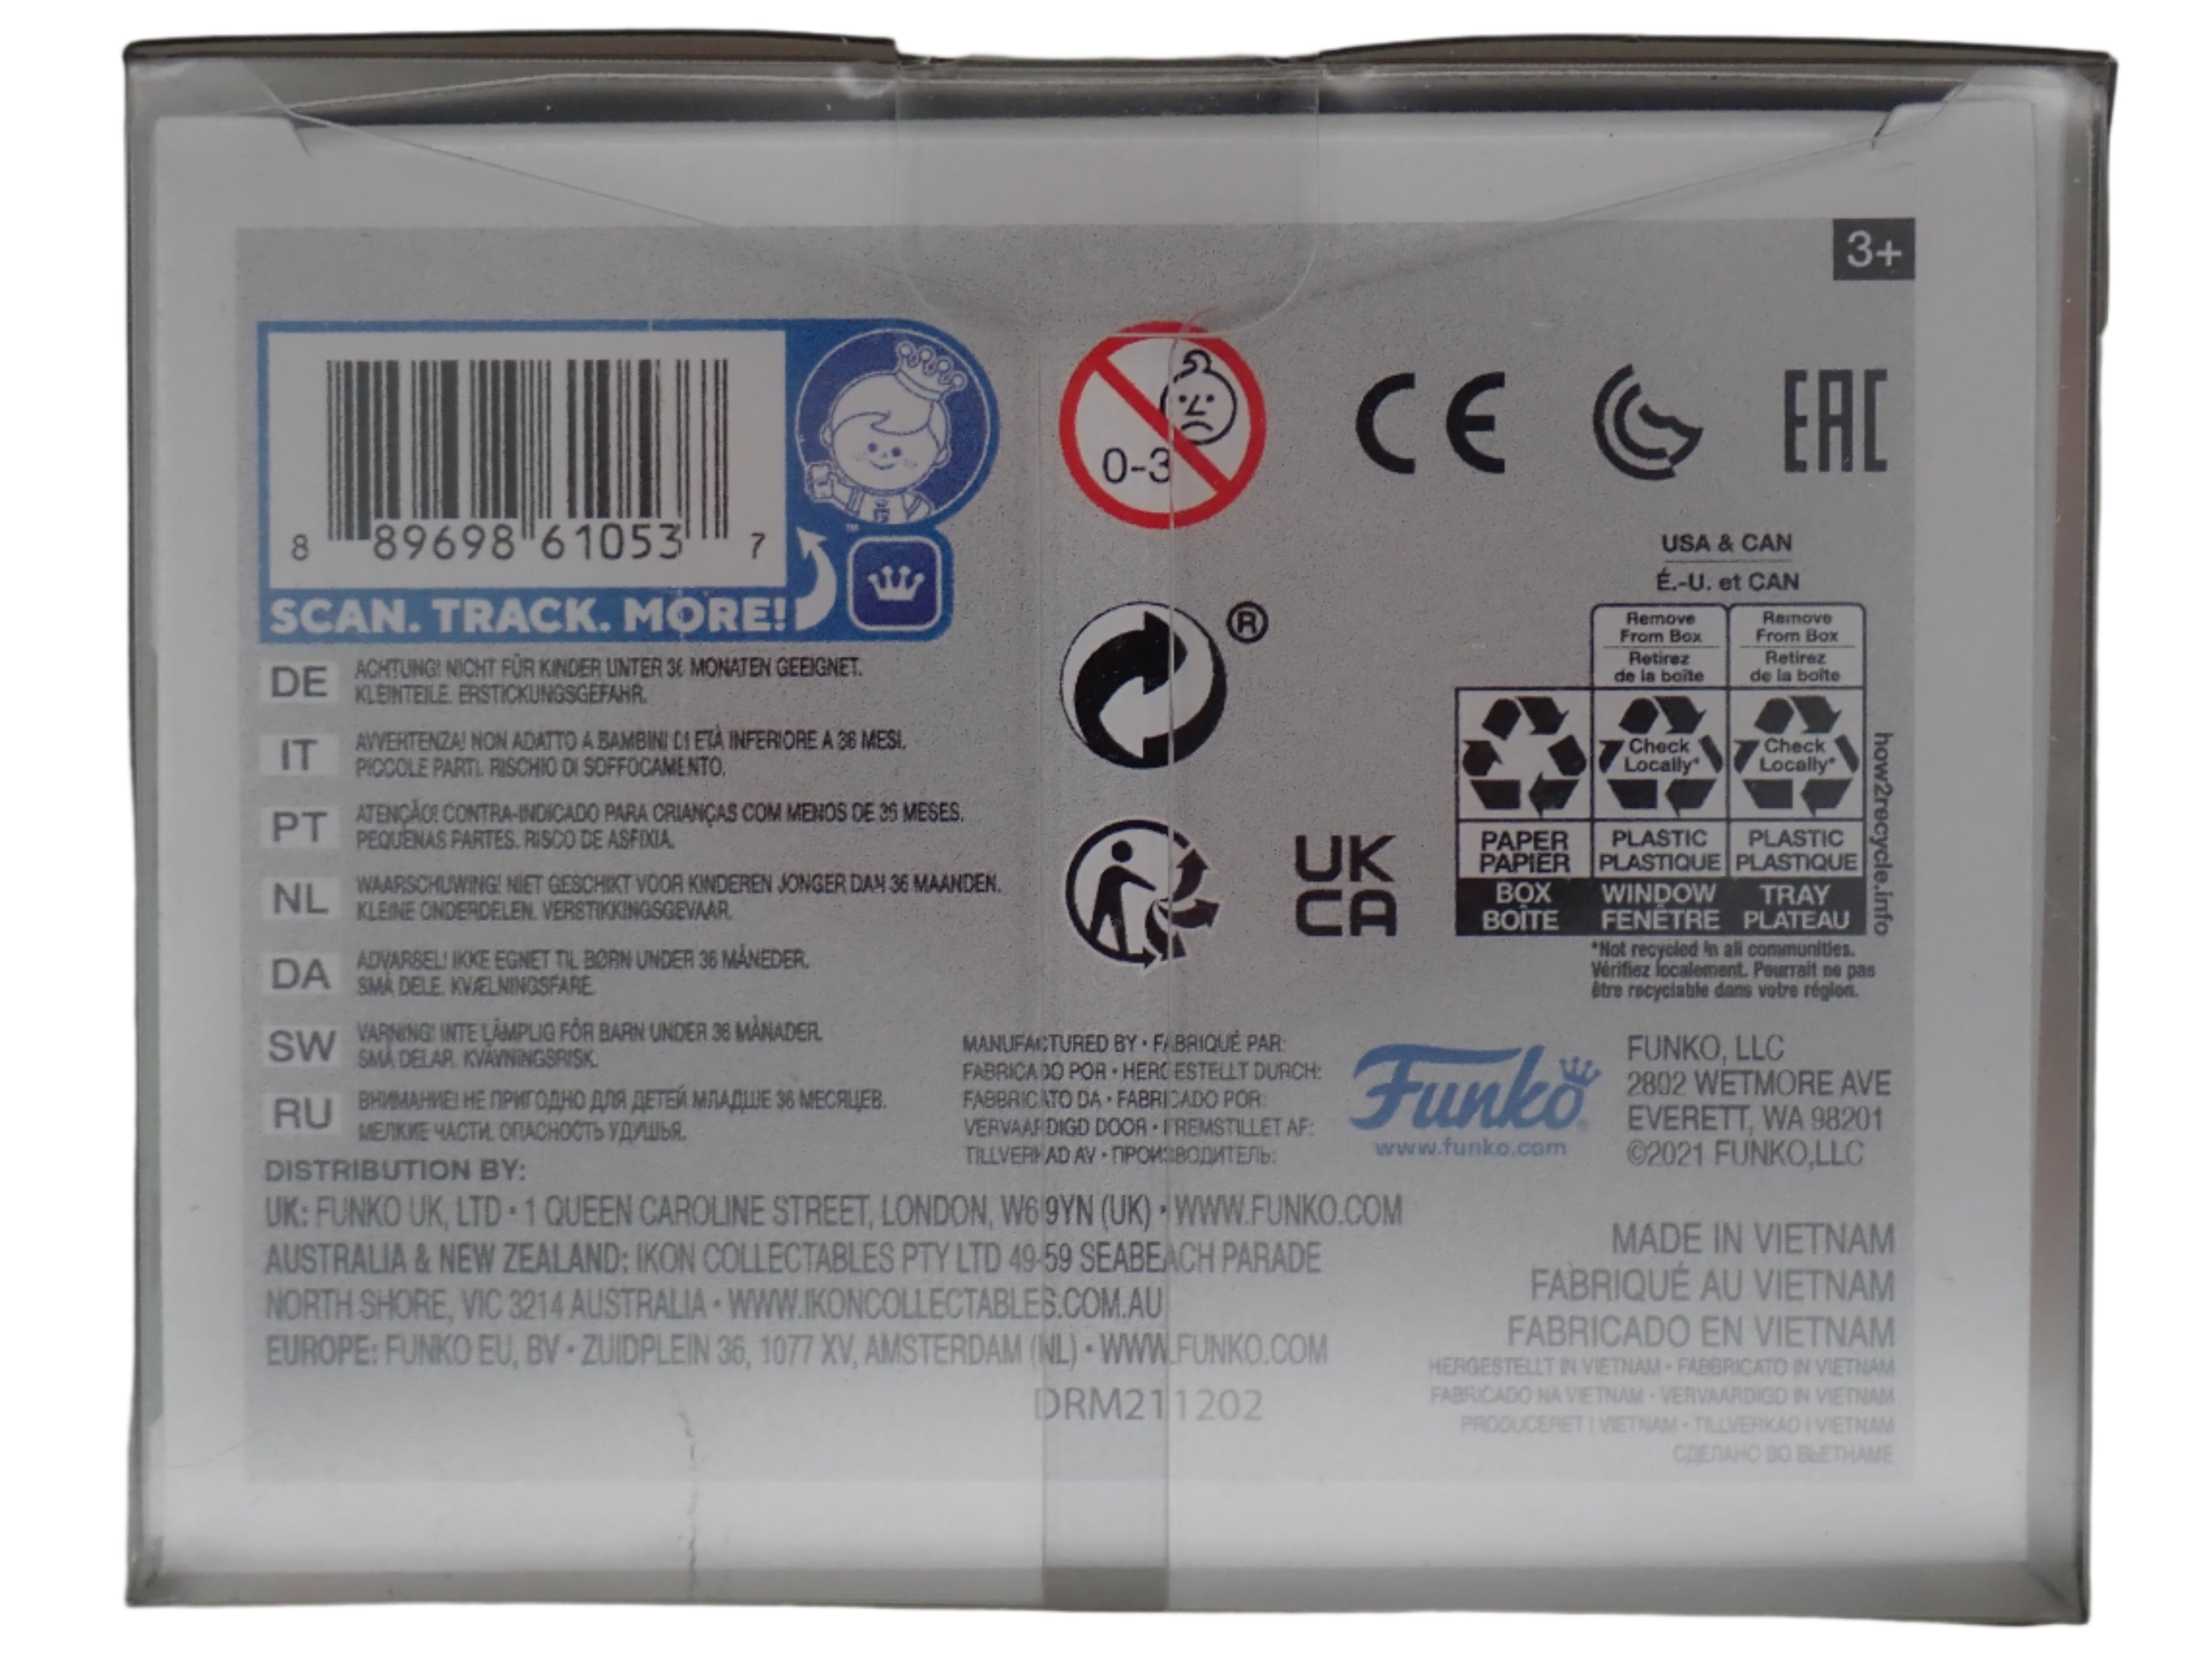 3+
8 89698 61053 7
SCAN. TRACK. MORE!
™
0-3
CE
EAC
®
UK
CA
USA & CAN
É.-U. et CAN
Remove From Box
Retirez de la boîte
Remove From Box
Retirez de la boîte
Check Locally*
Check Locally*
PAPER PAPIER
PLASTIC PLASTIQUE
PLASTIC PLASTIQUE
BOX BOÎTE
WINDOW FENÊTRE
TRAY PLATEAU
how2recycle.info
*Not recycled in all communities.
Vérifiez localement. Pourrait ne pas
être recyclable dans votre région.
DE ACHTUNG! NICHT FÜR KINDER UNTER 36 MONATEN GEEIGNET.
KLEINTEILE. ERSTICKUNGSGEFAHR.
IT AVVERTENZA! NON ADATTO A BAMBINI DI ETÀ INFERIORE A 36 MESI.
PICCOLE PARTI. RISCHIO DI SOFFOCAMENTO.
PT ATENÇÃO! CONTRA-INDICADO PARA CRIANÇAS COM MENOS DE 36 MESES.
PEQUENAS PARTES. RISCO DE ASFIXIA.
NL WAARSCHUWING! NIET GESCHIKT VOOR KINDEREN JONGER DAN 36 MAANDEN.
KLEINE ONDERDELEN. VERSTIKKINGSGEVAAR.
DA ADVARSEL! IKKE EGNET TIL BØRN UNDER 36 MÅNEDER.
SMÅ DELE. KVÆLNINGSFARE.
SW VARNING! INTE LÄMPLIG FÖR BARN UNDER 36 MÅNADER.
SMÅ DELAR. KVÄVNINGSRISK.
RU ВНИМАНИЕ! НЕ ПРИГОДНО ДЛЯ ДЕТЕЙ МЛАДШЕ 36 МЕСЯЦЕВ.
МЕЛКИЕ ЧАСТИ. ОПАСНОСТЬ УДУШЬЯ.
MANUFACTURED BY • FABRIQUÉ PAR:
FABRICADO POR • HERGESTELLT DURCH:
FABBRICATO DA • FABRICADO POR:
VERVAARDIGD DOOR • FREMSTILLET AF:
TILLVERKAD AV • ПРОИЗВОДИТЕЛЬ:
Funko®
www.funko.com
FUNKO, LLC
2802 WETMORE AVE
EVERETT, WA 98201
©2021 FUNKO,LLC
DISTRIBUTION BY:
UK: FUNKO UK, LTD • 1 QUEEN CAROLINE STREET, LONDON, W6 9YN (UK) • WWW.FUNKO.COM
AUSTRALIA & NEW ZEALAND: IKON COLLECTABLES PTY LTD 49-59 SEABEACH PARADE
NORTH SHORE, VIC 3214 AUSTRALIA • WWW.IKONCOLLECTABLES.COM.AU
EUROPE: FUNKO EU, BV • ZUIDPLEIN 36, 1077 XV, AMSTERDAM (NL) • WWW.FUNKO.COM
DRM211202
MADE IN VIETNAM
FABRIQUÉ AU VIETNAM
FABRICADO EN VIETNAM
HERGESTELLT IN VIETNAM • FABBRICATO IN VIETNAM
FABRICADO NA VIETNAM • VERVAARDIGD IN VIETNAM
PRODUCERET I VIETNAM • TILLVERKAD I VIETNAM
СДЕЛАНО ВО ВЬЕТНАМЕ